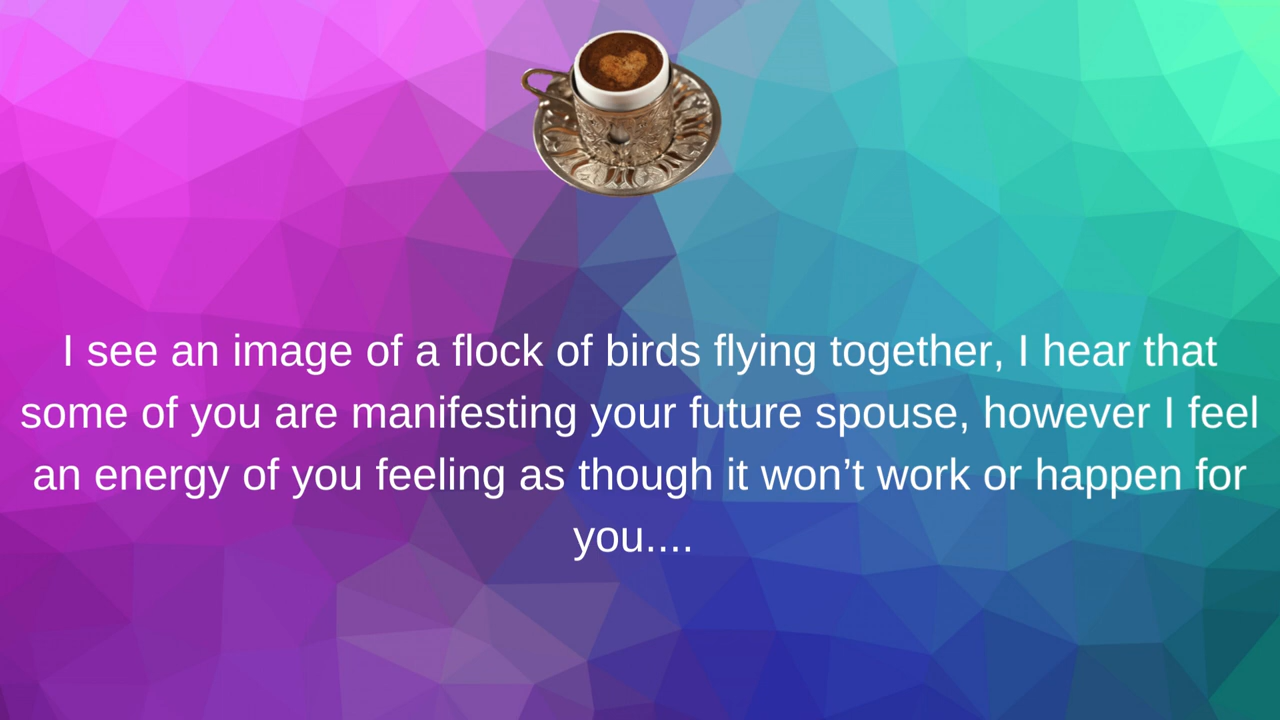 I see an image of a flock of birds flying together, I hear that
some of you are manifesting your future spouse, however I feel
an energy of you feeling as though it won’t work or happen for
you....